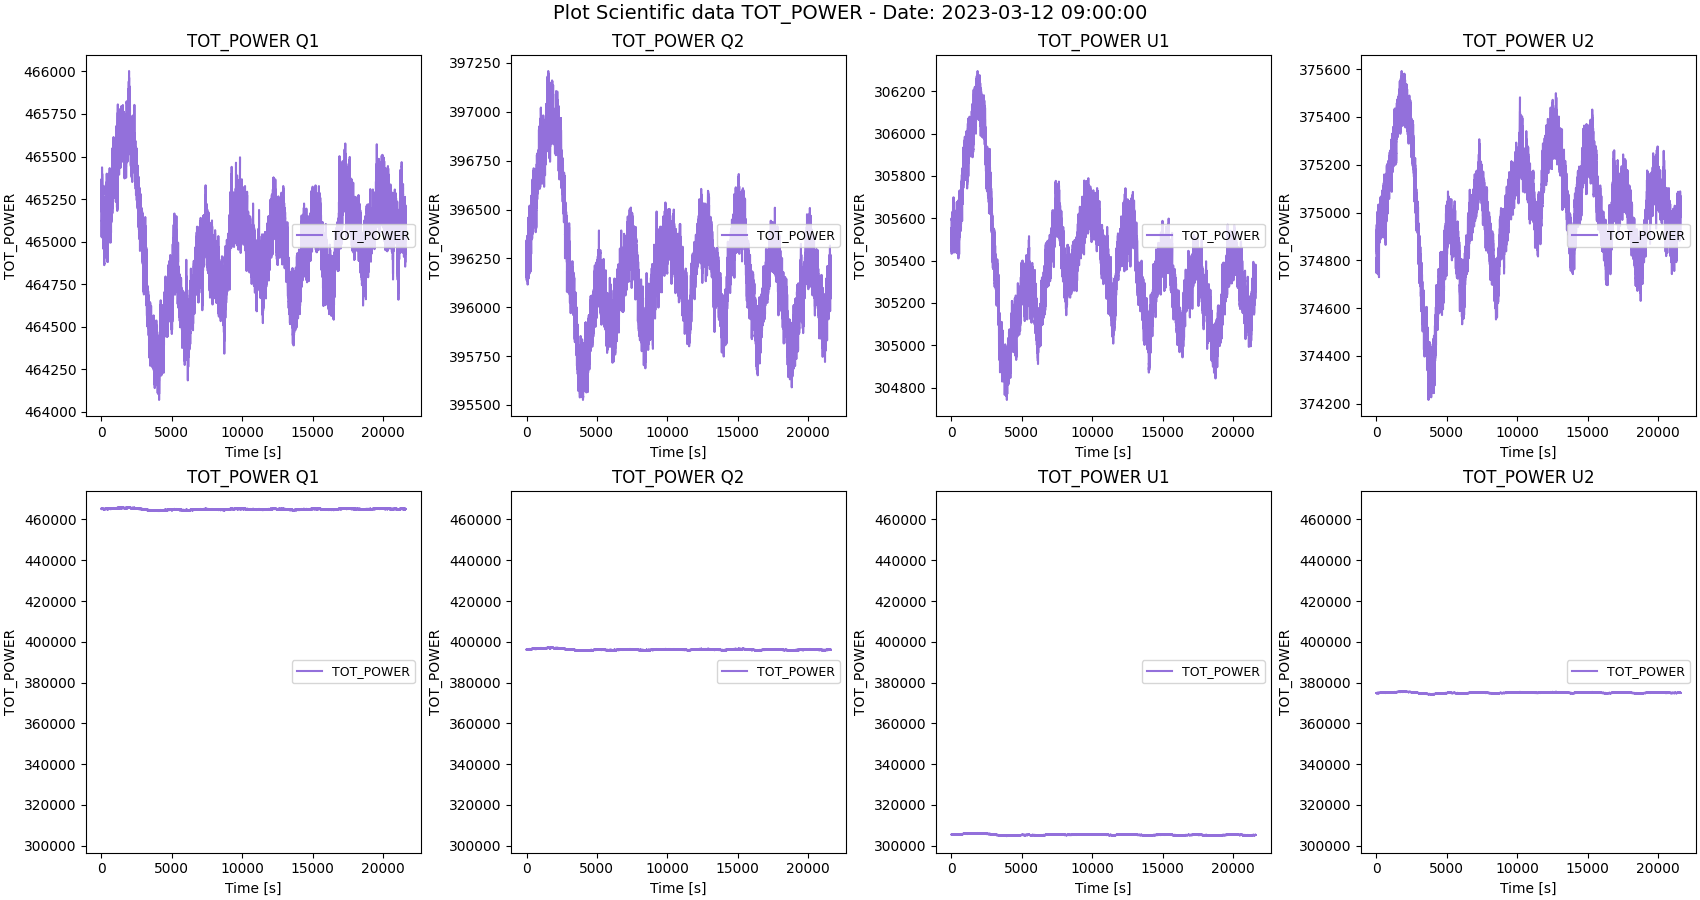 Plot Scientific data TOT_POWER - Date: 2023-03-12 09:00:00
TOT_POWER Q1
TOT_POWER
466000
465750
465500
465250
465000
464750
464500
464250
464000
TOT_POWER
0 5000 10000 15000 20000
Time [s]
TOT_POWER Q2
TOT_POWER
397250
397000
396750
396500
396250
396000
395750
395500
TOT_POWER
0 5000 10000 15000 20000
Time [s]
TOT_POWER U1
TOT_POWER
306200
306000
305800
305600
305400
305200
305000
304800
TOT_POWER
0 5000 10000 15000 20000
Time [s]
TOT_POWER U2
TOT_POWER
375600
375400
375200
375000
374800
374600
374400
374200
TOT_POWER
0 5000 10000 15000 20000
Time [s]
TOT_POWER Q1
TOT_POWER
460000
440000
420000
400000
380000
360000
340000
320000
300000
TOT_POWER
0 5000 10000 15000 20000
Time [s]
TOT_POWER Q2
TOT_POWER
460000
440000
420000
400000
380000
360000
340000
320000
300000
TOT_POWER
0 5000 10000 15000 20000
Time [s]
TOT_POWER U1
TOT_POWER
460000
440000
420000
400000
380000
360000
340000
320000
300000
TOT_POWER
0 5000 10000 15000 20000
Time [s]
TOT_POWER U2
TOT_POWER
460000
440000
420000
400000
380000
360000
340000
320000
300000
TOT_POWER
0 5000 10000 15000 20000
Time [s]